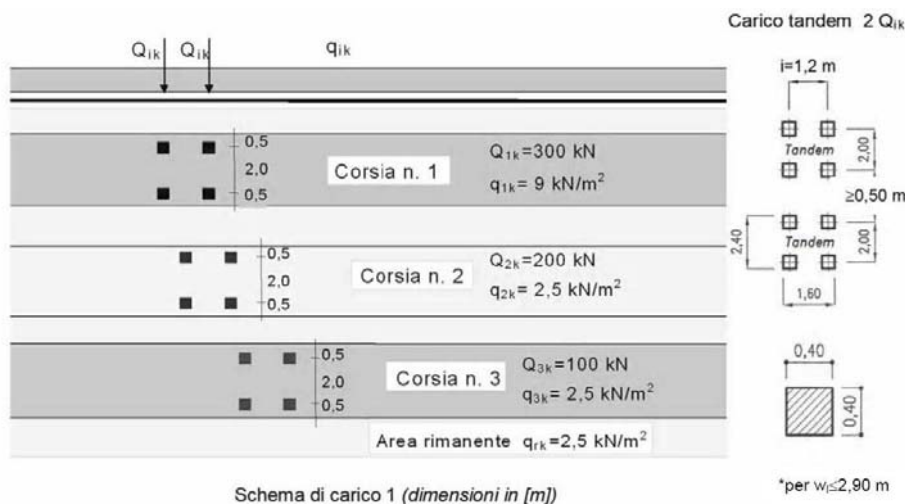 Carico tandem 2 Qik
Qik Qik qik
i=1,2 m
0,5
2,0
0,5
Corsia n. 1
Q1k=300 kN
q1k= 9 kN/m²
Tandem
2,00
≥0,50 m
0,5
2,0
0,5
Corsia n. 2
Q2k=200 kN
q2k= 2,5 kN/m²
2,40
Tandem
2,00
1,60
0,5
2,0
0,5
Corsia n. 3
Q3k=100 kN
q3k= 2,5 kN/m²
0,40
0,40
Area rimanente qrk=2,5 kN/m²
Schema di carico 1 (dimensioni in [m])
*per wl≤2,90 m